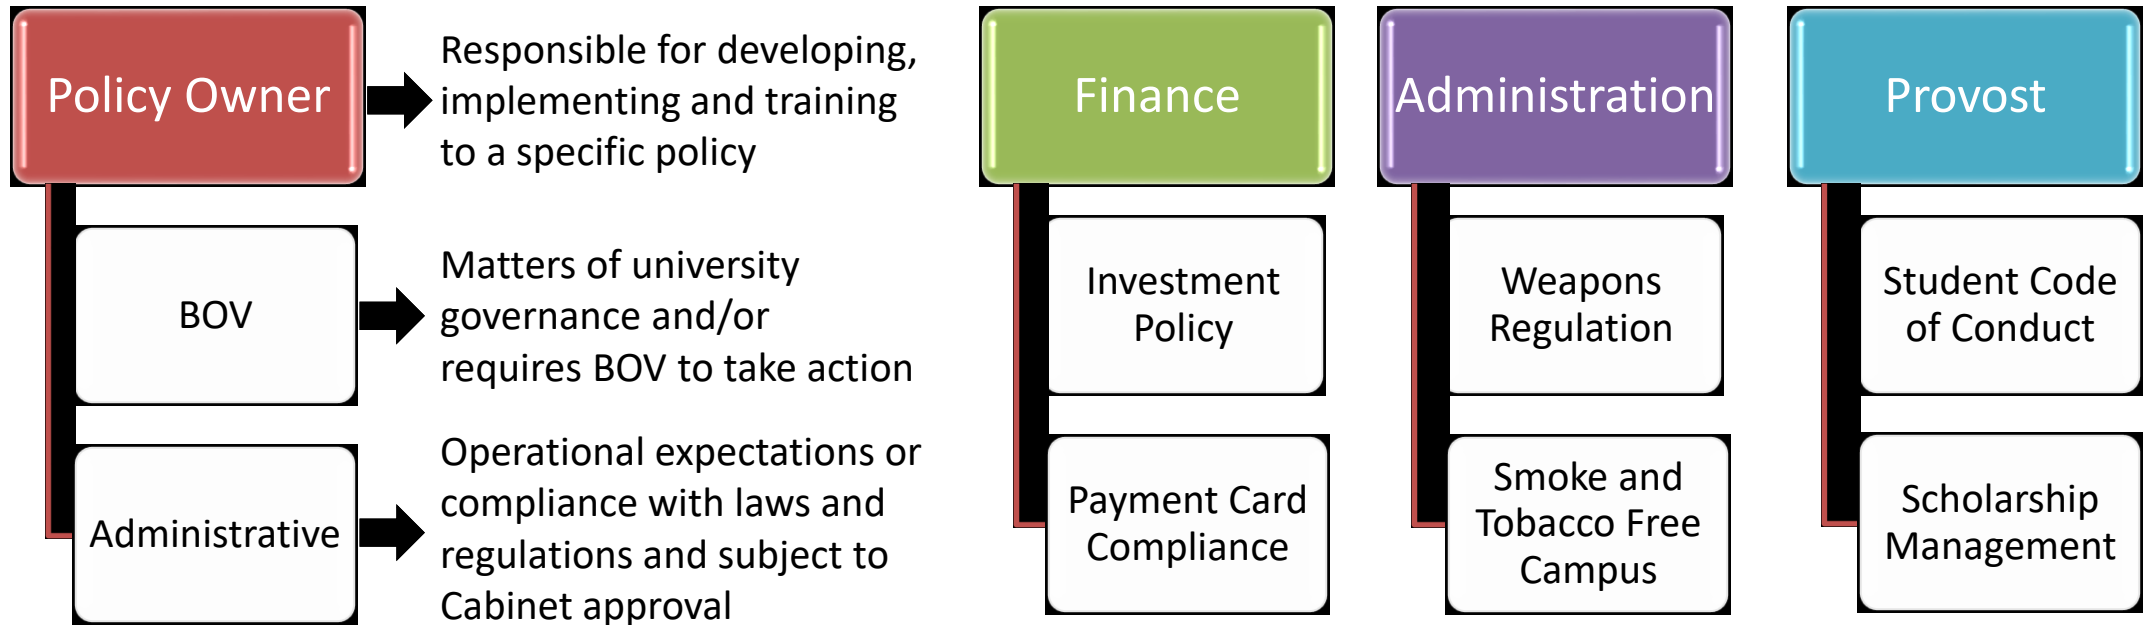 Policy Owner
Responsible for developing,
implementing and training
to a specific policy
BOV
Matters of university
governance and/or
requires BOV to take action
Administrative
Operational expectations or
compliance with laws and
regulations and subject to
Cabinet approval
Finance
Investment
Policy
Payment Card
Compliance
Administration
Weapons
Regulation
Smoke and
Tobacco Free
Campus
Provost
Student Code
of Conduct
Scholarship
Management